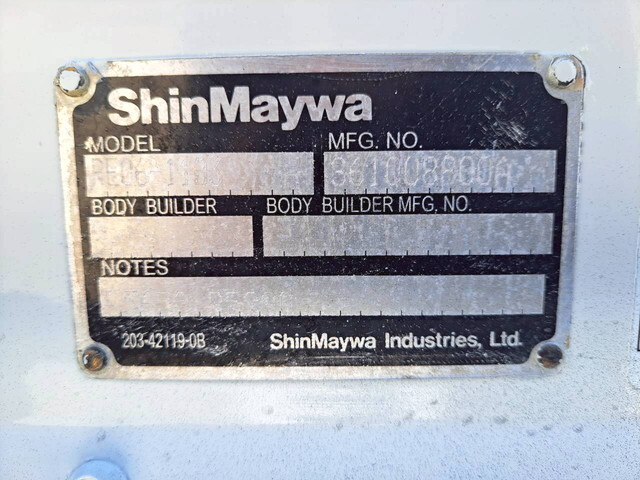 ShinMaywa
MODEL MFG. NO.
BODY BUILDER BODY BUILDER MFG, NO.
NOTES
203-42119-0B ShinMaywa Industries, Ltd.